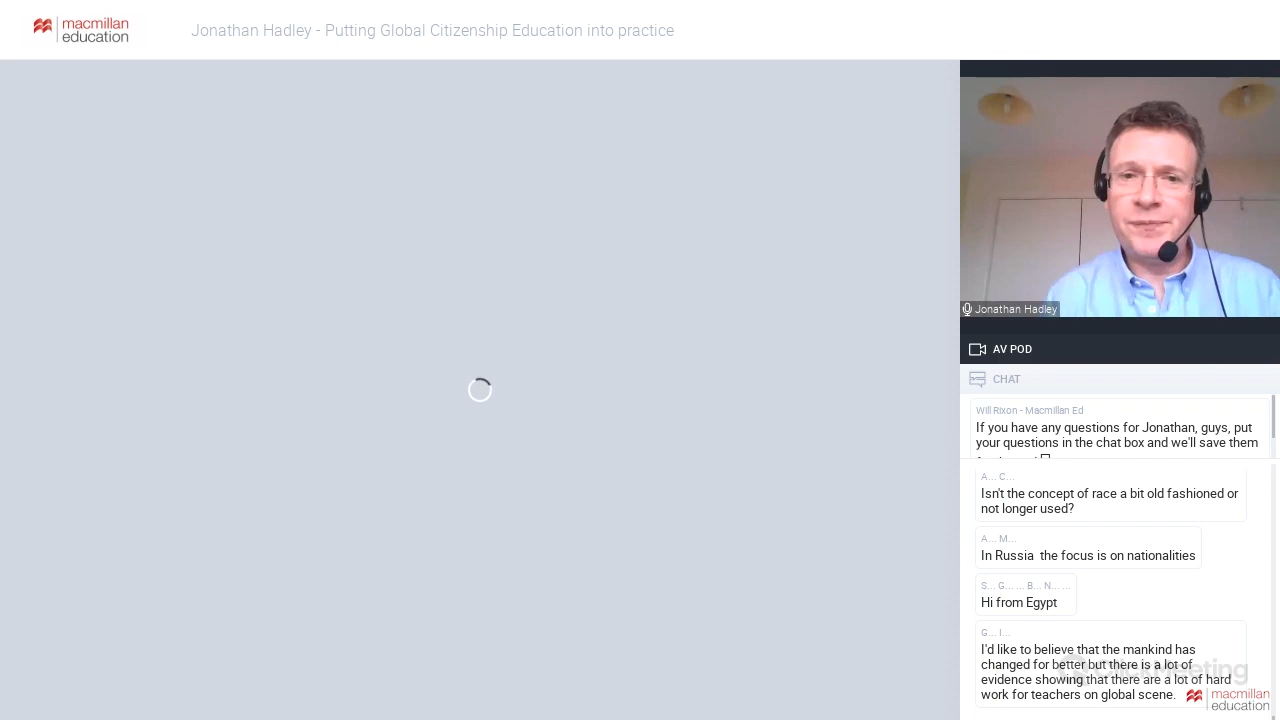 macmillan
education
Jonathan Hadley - Putting Global Citizenship Education into practice
Jonathan Hadley
AV POD
CHAT
Will Rixon - Macmillan Ed
If you have any questions for Jonathan, guys, put
your questions in the chat box and we'll save them
A... C...
Isn't the concept of race a bit old fashioned or
not longer used?
A... M...
In Russia  the focus is on nationalities
S... G... ... B... N... ...
Hi from Egypt
G... I...
I'd like to believe that the mankind has
changed for better but there is a lot of
evidence showing that there are a lot of hard
work for teachers on global scene.
ClickMeeting
macmillan
education